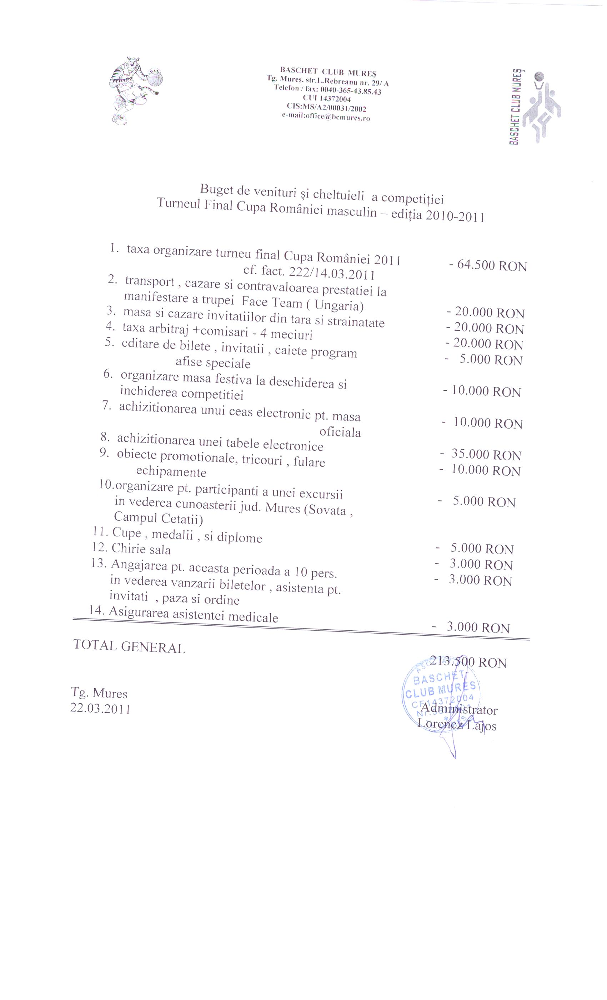 BASCHET CLUB MUREŞ
Tg. Mureş, str.L.Rebreanu nr. 29/ A
Telefon / fax: 0040-365-43.85.43
CUI 14372004
CIS:MS/A2/00031/2002
e-mail:office@bcmures.ro
TIGRII
BASCHET CLUB MUREŞ
Buget de venituri şi cheltuieli a competiţiei
Turneul Final Cupa României masculin – ediţia 2010-2011
1. taxa organizare turneu final Cupa României 2011 - 64.500 RON
cf. fact. 222/14.03.2011
2. transport , cazare si contravaloarea prestatiei la
manifestare a trupei Face Team ( Ungaria) - 20.000 RON
3. masa si cazare invitatiilor din tara si strainatate - 20.000 RON
4. taxa arbitraj +comisari - 4 meciuri - 20.000 RON
5. editare de bilete , invitatii , caiete program - 5.000 RON
afise speciale
6. organizare masa festiva la deschiderea si - 10.000 RON
inchiderea competitiei
7. achizitionarea unui ceas electronic pt. masa - 10.000 RON
oficiala
8. achizitionarea unei tabele electronice - 35.000 RON
9. obiecte promotionale, tricouri , fulare - 10.000 RON
echipamente
10.organizare pt. participanti a unei excursii - 5.000 RON
in vederea cunoasterii jud. Mures (Sovata ,
Campul Cetatii)
11. Cupe , medalii , si diplome - 5.000 RON
12. Chirie sala - 3.000 RON
13. Angajarea pt. aceasta perioada a 10 pers. - 3.000 RON
in vederea vanzarii biletelor , asistenta pt.
invitati , paza si ordine
14. Asigurarea asistentei medicale - 3.000 RON
TOTAL GENERAL 213.500 RON
BASCHET
CLUB MURES
CF14372004
Tg. Mures
22.03.2011
Administrator
Lorencz Lajos